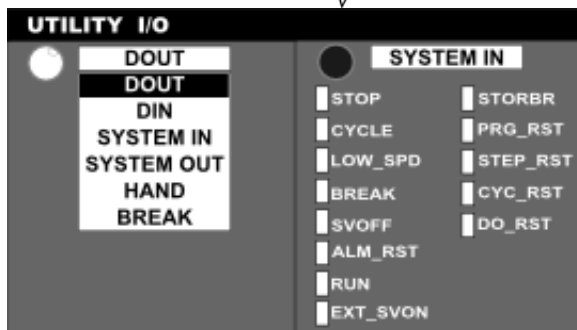 UTILITY I/O
DOUT
DOUT
DIN
SYSTEM IN
SYSTEM OUT
HAND
BREAK
SYSTEM IN
STOP
CYCLE
LOW_SPD
BREAK
SVOFF
ALM_RST
RUN
EXT_SVON
STORBR
PRG_RST
STEP_RST
CYC_RST
DO_RST